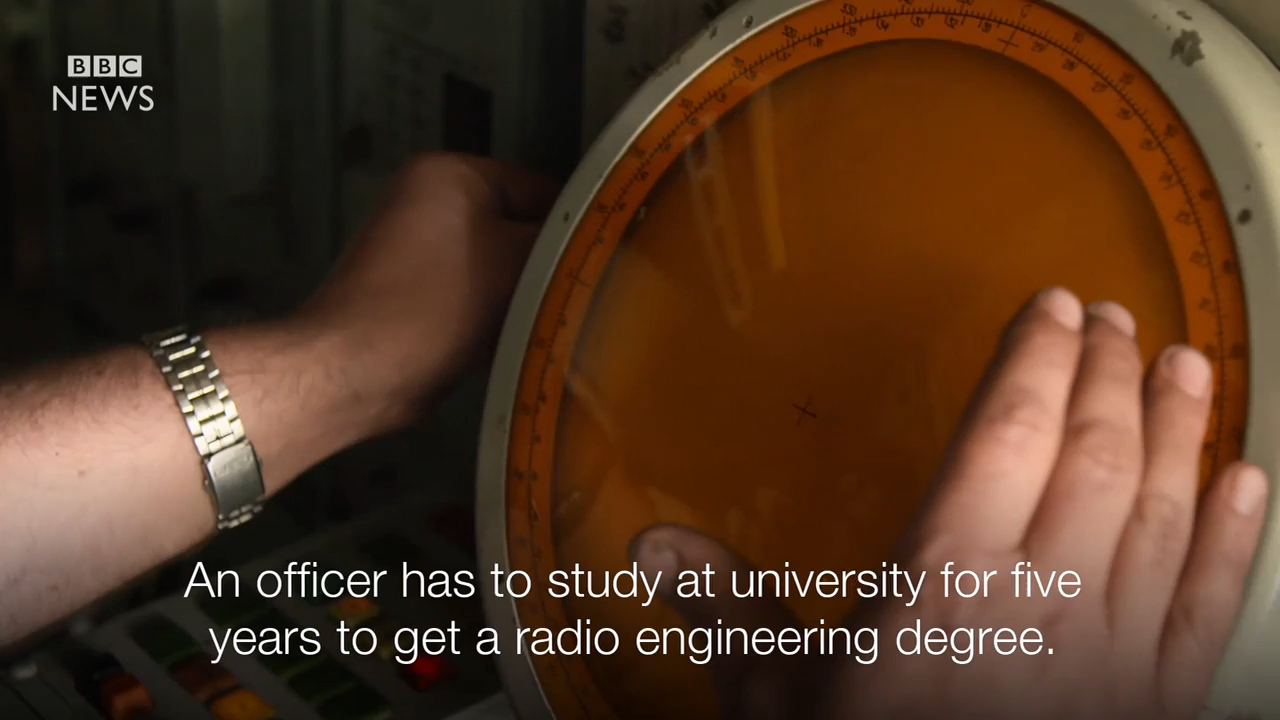 BBC
NEWS
An officer has to study at university for five
years to get a radio engineering degree.